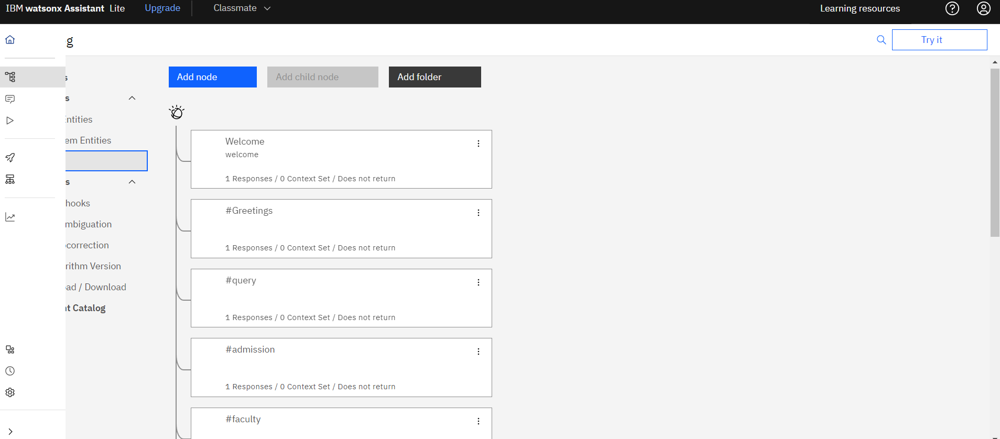 IBM watsonx Assistant Lite Upgrade Classmate Learning resources
g
Try it
Add node Add child node Add folder
s
s
Entities
em Entities
s
hooks
mbiguation
correction
rithm Version
ad / Download
t Catalog
Welcome
welcome
1 Responses / 0 Context Set / Does not return
#Greetings
1 Responses / 0 Context Set / Does not return
#query
1 Responses / 0 Context Set / Does not return
#admission
1 Responses / 0 Context Set / Does not return
#faculty